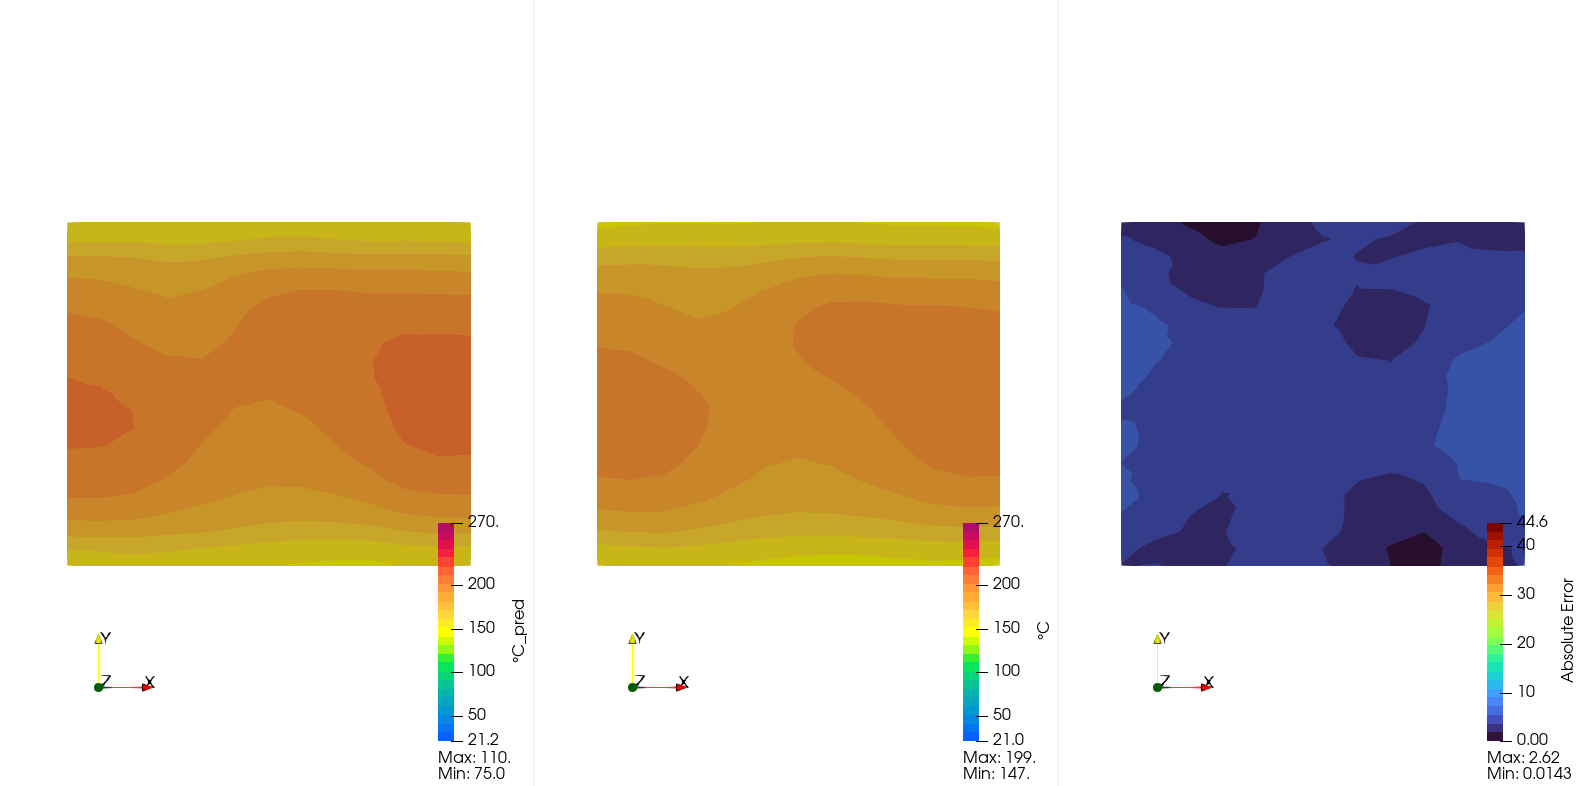 270.
200
150
100
50
21.2
°C_pred
Max: 110.
Min: 75.0
Y
Z
X
270.
200
150
100
50
21.0
°C
Max: 199.
Min: 147.
Y
Z
X
44.6
40
30
20
10
0.00
Absolute Error
Max: 2.62
Min: 0.0143
Y
Z
X